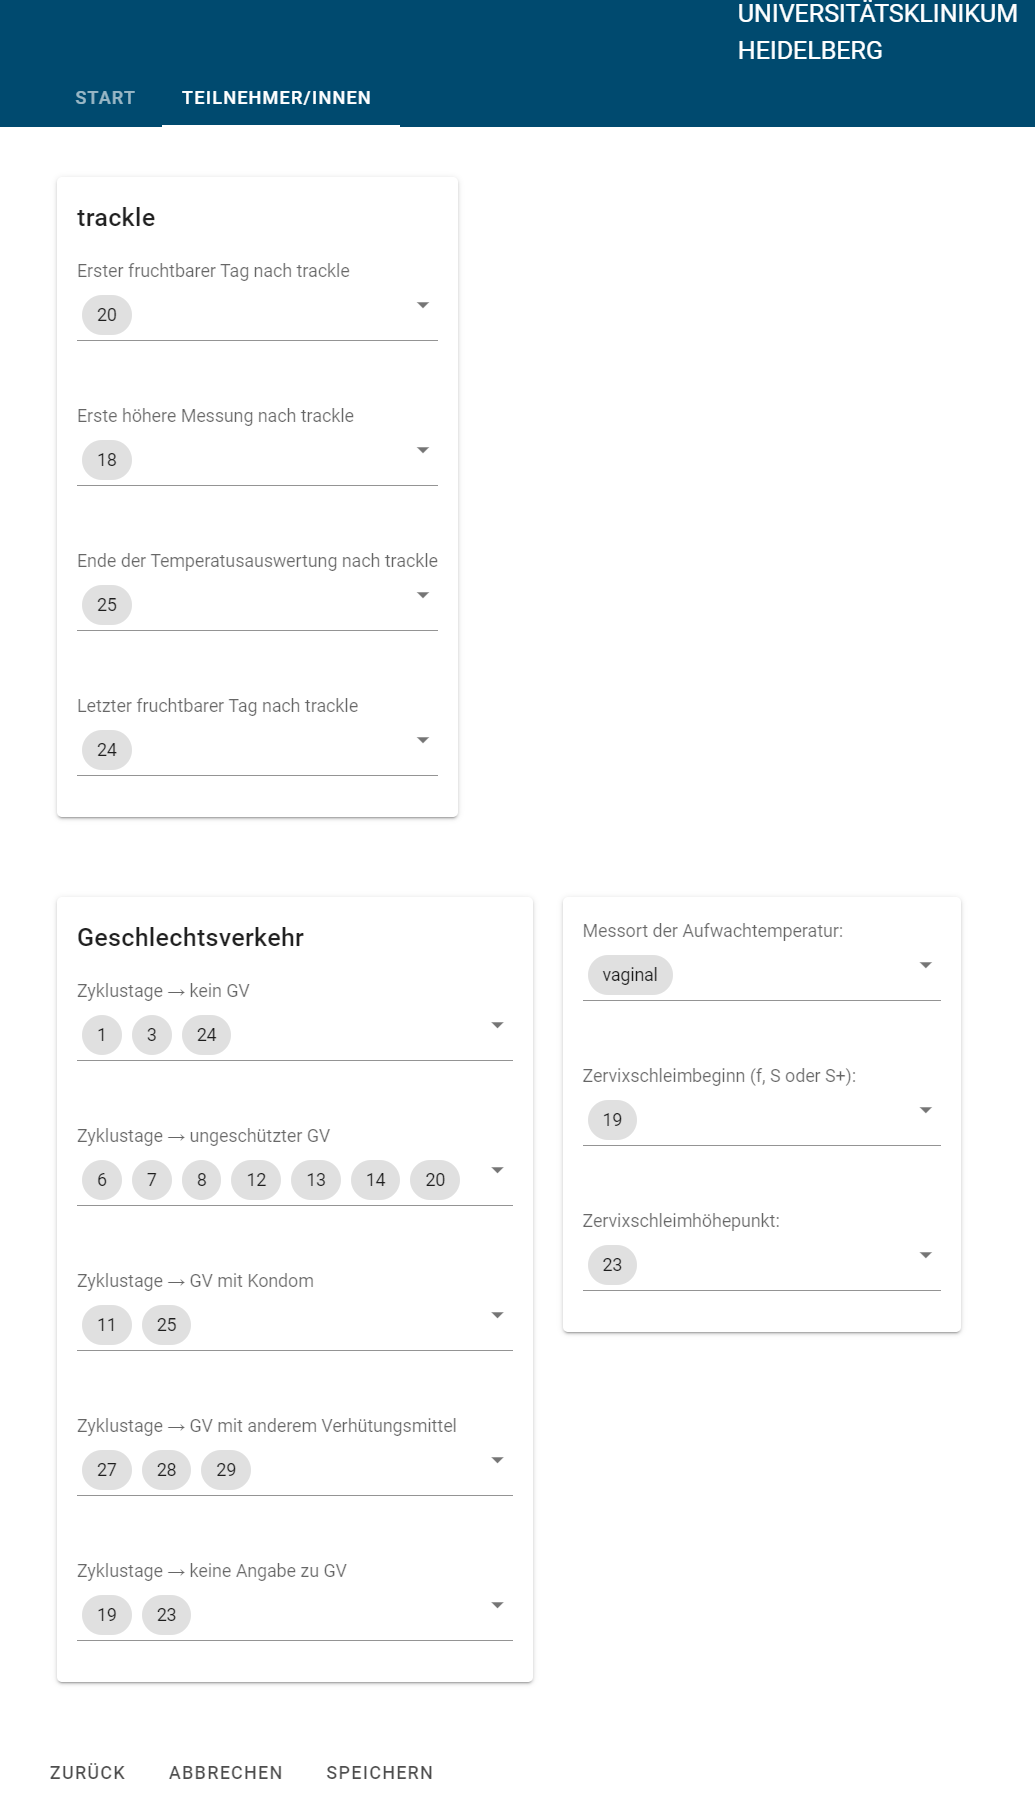 UNIVERSITÄTSKLINIKUM
HEIDELBERG
START TEILNEHMER/INNEN
trackle
Erster fruchtbarer Tag nach trackle
20
Erste höhere Messung nach trackle
18
Ende der Temperatusauswertung nach trackle
25
Letzter fruchtbarer Tag nach trackle
24
Geschlechtsverkehr
Zyklustage → kein GV
1 3 24
Zyklustage → ungeschützter GV
6 7 8 12 13 14 20
Zyklustage → GV mit Kondom
11 25
Zyklustage → GV mit anderem Verhütungsmittel
27 28 29
Zyklustage → keine Angabe zu GV
19 23
Messort der Aufwachtemperatur:
vaginal
Zervixschleimbeginn (f, S oder S+):
19
Zervixschleimhöhepunkt:
23
ZURÜCK ABBRECHEN SPEICHERN